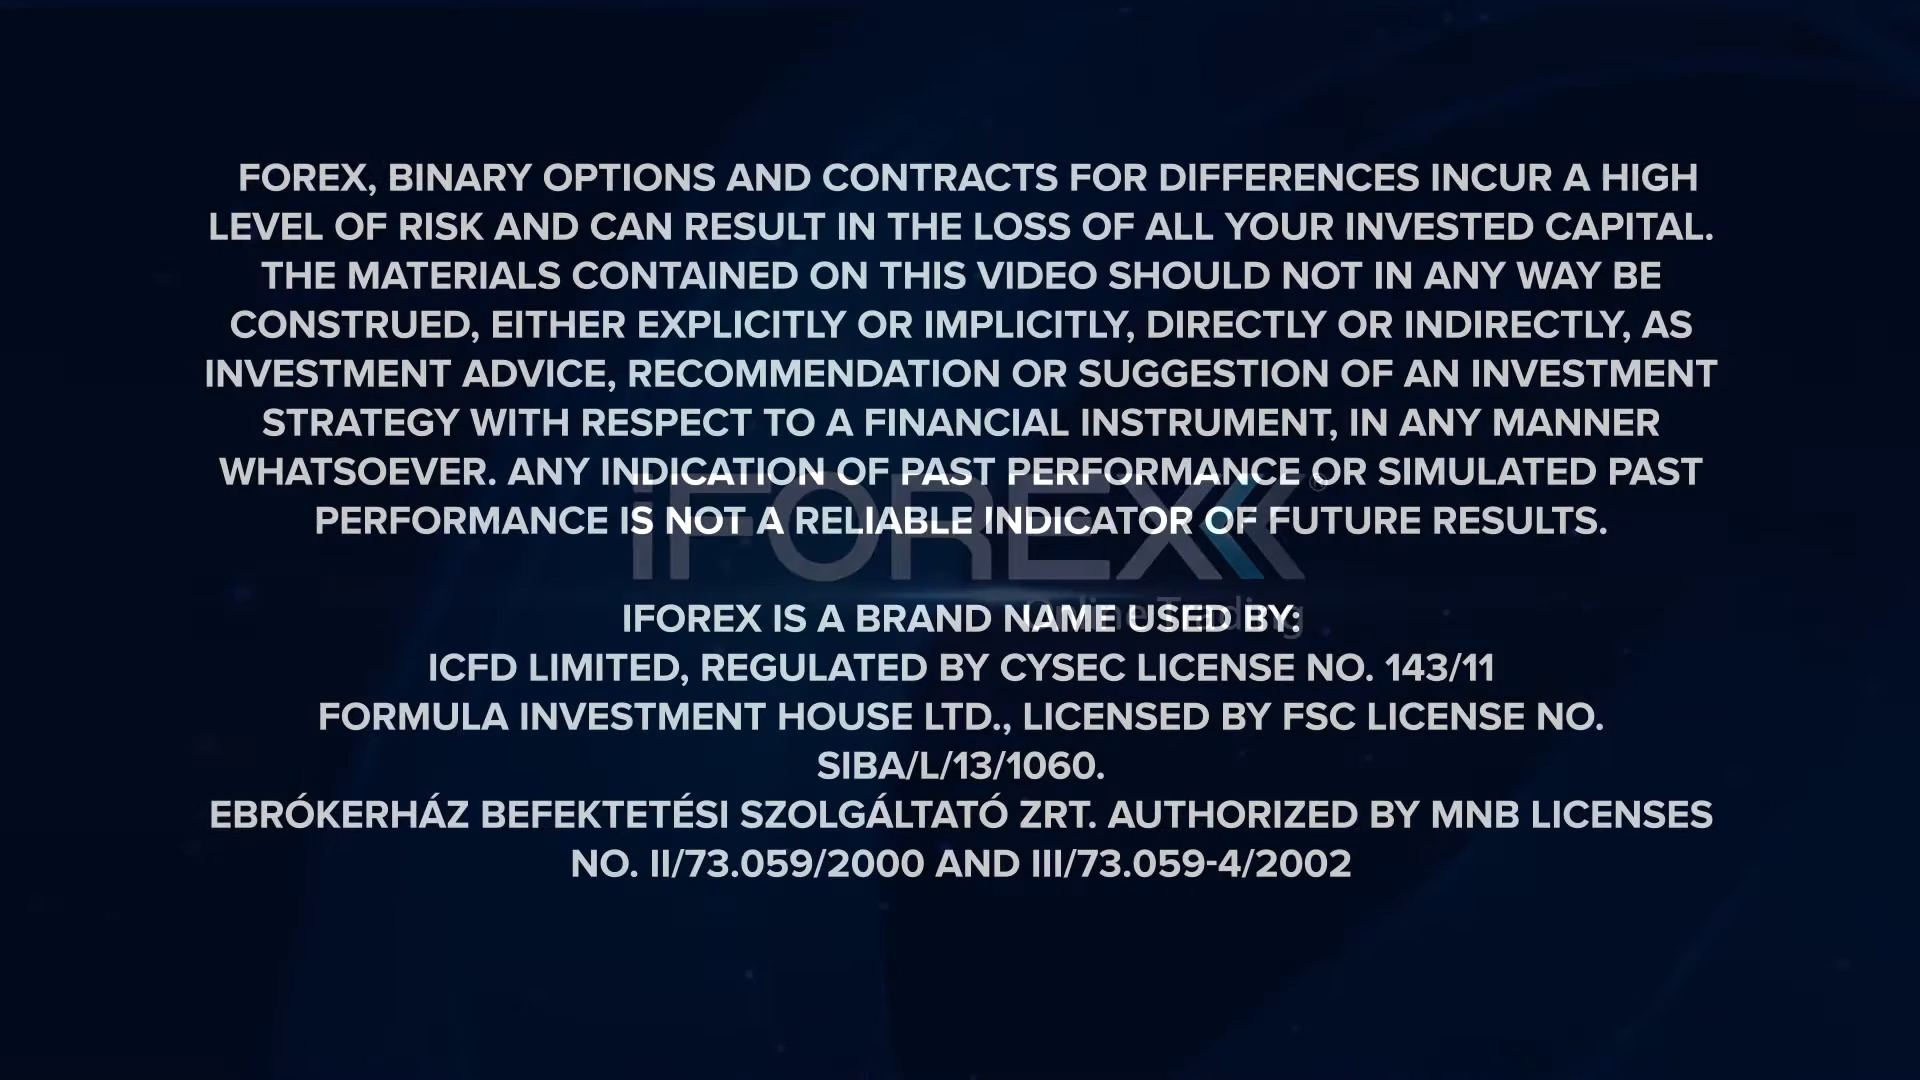 FOREX, BINARY OPTIONS AND CONTRACTS FOR DIFFERENCES INCUR A HIGH
LEVEL OF RISK AND CAN RESULT IN THE LOSS OF ALL YOUR INVESTED CAPITAL.
THE MATERIALS CONTAINED ON THIS VIDEO SHOULD NOT IN ANY WAY BE
CONSTRUED, EITHER EXPLICITLY OR IMPLICITLY, DIRECTLY OR INDIRECTLY, AS
INVESTMENT ADVICE, RECOMMENDATION OR SUGGESTION OF AN INVESTMENT
STRATEGY WITH RESPECT TO A FINANCIAL INSTRUMENT, IN ANY MANNER
WHATSOEVER. ANY INDICATION OF PAST PERFORMANCE OR SIMULATED PAST
PERFORMANCE IS NOT A RELIABLE INDICATOR OF FUTURE RESULTS.
iFOREX®
IFOREX IS A BRAND NAME USED BY:
Online Trading
ICFD LIMITED, REGULATED BY CYSEC LICENSE NO. 143/11
FORMULA INVESTMENT HOUSE LTD., LICENSED BY FSC LICENSE NO.
SIBA/L/13/1060.
EBRÓKERHÁZ BEFEKTETÉSI SZOLGÁLTATÓ ZRT. AUTHORIZED BY MNB LICENSES
NO. II/73.059/2000 AND III/73.059-4/2002